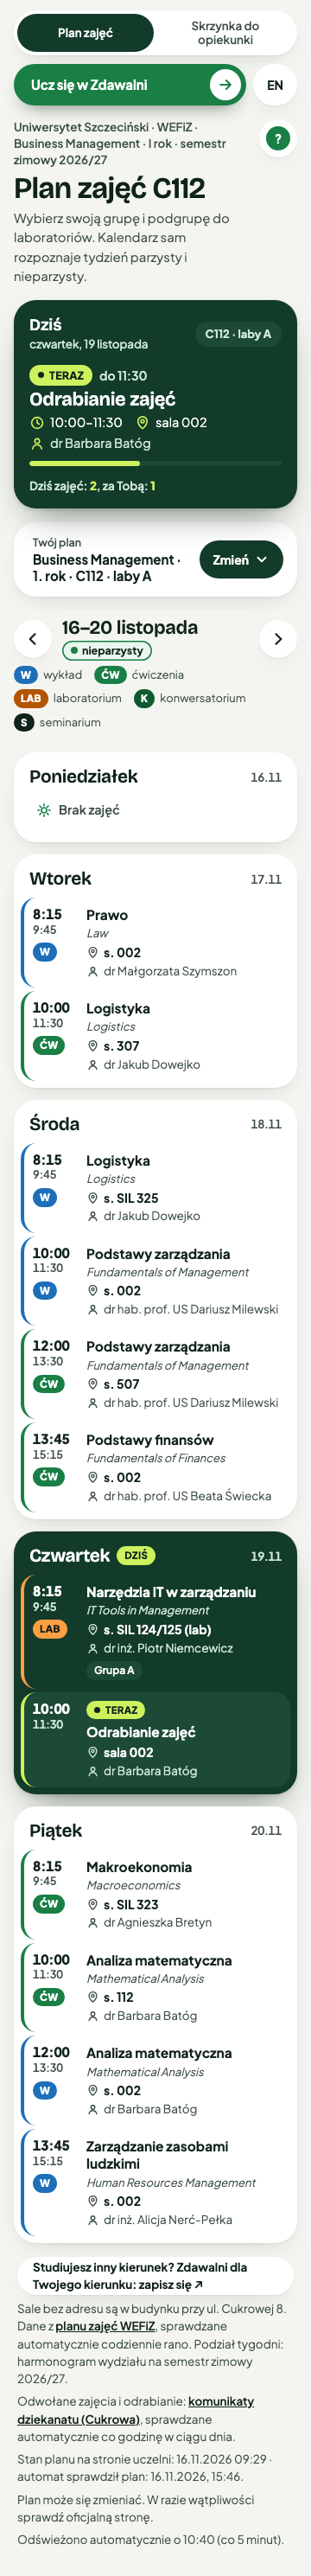 Plan zajęć
Skrzynka do
opiekunki
Ucz się w Zdawalni
EN
Uniwersytet Szczeciński · WEFiZ ·
Business Management · I rok · semestr
zimowy 2026/27
?
Plan zajęć C112
Wybierz swoją grupę i podgrupę do
laboratoriów. Kalendarz sam
rozpoznaje tydzień parzysty i
nieparzysty.
Dziś
czwartek, 19 listopada
C112 · laby A
TERAZ do 11:30
Odrabianie zajęć
10:00–11:30 sala 002
dr Barbara Batóg
Dziś zajęć: 2, za Tobą: 1
Twój plan
Business Management ·
1. rok · C112 · laby A
Zmień
16–20 listopada
nieparzysty
W wykład ĆW ćwiczenia
LAB laboratorium K konwersatorium
S seminarium
Poniedziałek 16.11
Brak zajęć
Wtorek 17.11
8:15 Prawo
9:45 Law
W s. 002
dr Małgorzata Szymszon
10:00 Logistyka
11:30 Logistics
ĆW s. 307
dr Jakub Dowejko
Środa 18.11
8:15 Logistyka
9:45 Logistics
W s. SIL 325
dr Jakub Dowejko
10:00 Podstawy zarządzania
11:30 Fundamentals of Management
W s. 002
dr hab. prof. US Dariusz Milewski
12:00 Podstawy zarządzania
13:30 Fundamentals of Management
ĆW s. 507
dr hab. prof. US Dariusz Milewski
13:45 Podstawy finansów
15:15 Fundamentals of Finances
ĆW s. 002
dr hab. prof. US Beata Świecka
Czwartek DZIŚ 19.11
8:15 Narzędzia IT w zarządzaniu
9:45 IT Tools in Management
LAB s. SIL 124/125 (lab)
dr inż. Piotr Niemcewicz
Grupa A
10:00 TERAZ
11:30 Odrabianie zajęć
sala 002
dr Barbara Batóg
Piątek 20.11
8:15 Makroekonomia
9:45 Macroeconomics
ĆW s. SIL 323
dr Agnieszka Bretyn
10:00 Analiza matematyczna
11:30 Mathematical Analysis
ĆW s. 112
dr Barbara Batóg
12:00 Analiza matematyczna
13:30 Mathematical Analysis
W s. 002
dr Barbara Batóg
13:45 Zarządzanie zasobami
15:15 ludzkimi
W Human Resources Management
s. 002
dr inż. Alicja Nerć-Pełka
Studiujesz inny kierunek? Zdawalni dla
Twojego kierunku: zapisz się ↗
Sale bez adresu są w budynku przy ul. Cukrowej 8.
Dane z planu zajęć WEFiZ, sprawdzane
automatycznie codziennie rano. Podział tygodni:
harmonogram wydziału na semestr zimowy
2026/27.
Odwołane zajęcia i odrabianie: komunikaty
dziekanatu (Cukrowa), sprawdzane
automatycznie co godzinę w ciągu dnia.
Stan planu na stronie uczelni: 16.11.2026 09:29 ·
automat sprawdził plan: 16.11.2026, 15:46.
Plan może się zmieniać. W razie wątpliwości
sprawdź oficjalną stronę.
Odświeżono automatycznie o 10:40 (co 5 minut).